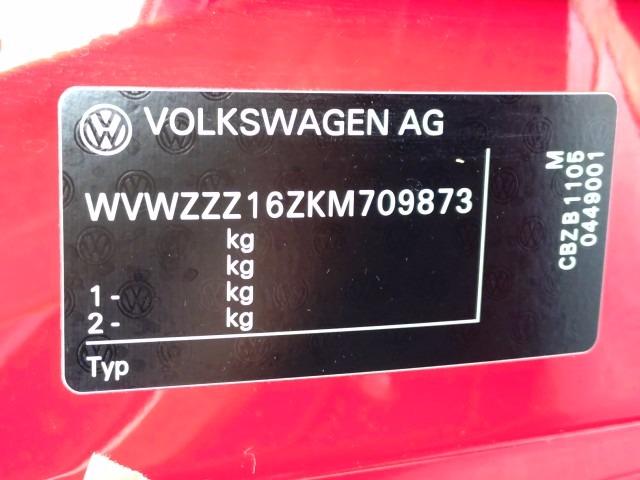 VOLKSWAGEN AG
WVWZZZ16ZKM709873
kg
kg
1 - kg
2 - kg
Typ
M
CBZ B 1105
0449001